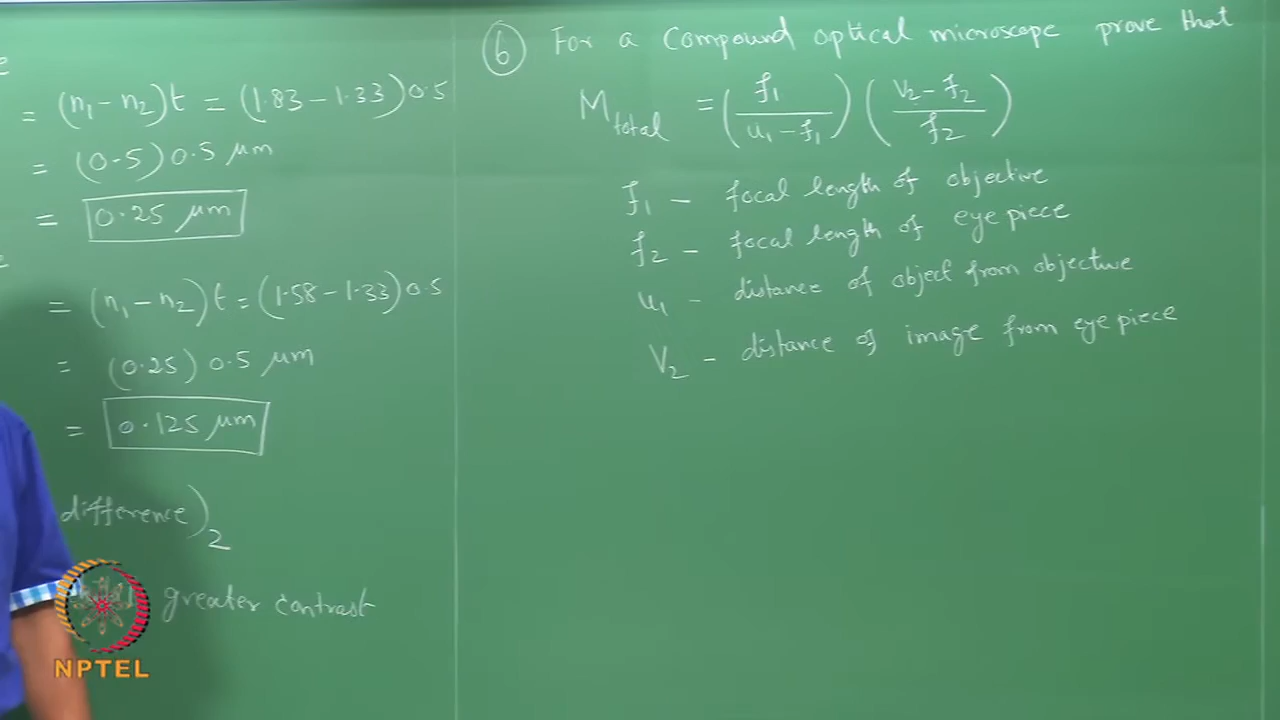 = (n₁ - n₂)t = (1.83 - 1.33)0.5
= (0.5) 0.5 μm
= 0.25 μm
= (n₁ - n₂)t = (1.58 - 1.33)0.5
= (0.25) 0.5 μm
= 0.125 μm
difference)₂
greater contrast
⑥ For a compound optical microscope prove that
M_total = (f₁ / (u₁ - f₁)) ((V₂ - f₂) / f₂)
f₁ - focal length of objective
f₂ - focal length of eye piece
u₁ - distance of object from objective
V₂ - distance of image from eye piece
NPTEL